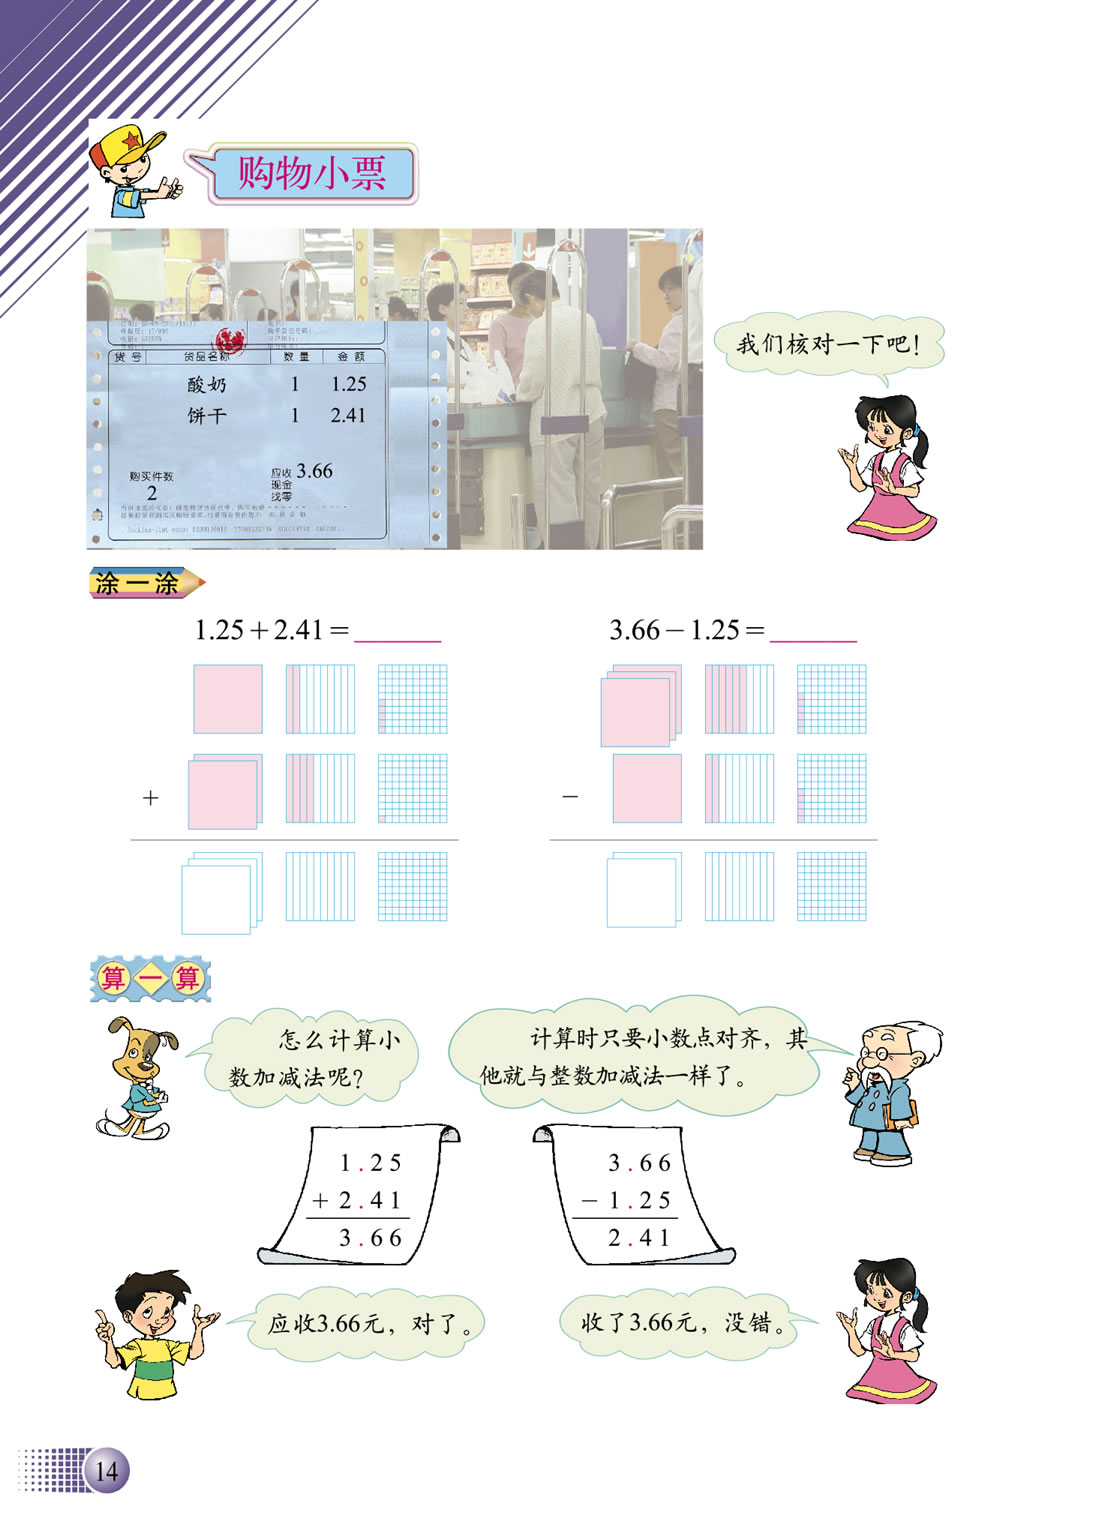 购物小票
货号 货品名称 数量 金额
酸奶 1 1.25
饼干 1 2.41
购买件数 应收 3.66
2 现金
找零
我们核对一下吧！
涂一涂
1.25+2.41=______
3.66-1.25=______
+
-
算一算
怎么计算小
数加减法呢？
计算时只要小数点对齐，其
他就与整数加减法一样了。
1.25
+2.41
3.66
3.66
-1.25
2.41
应收3.66元，对了。
收了3.66元，没错。
14